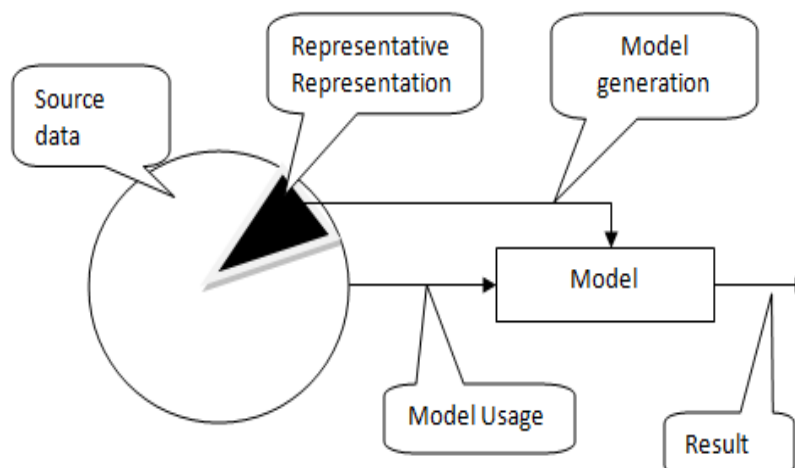 Representative
Representation
Model
generation
Source
data
Model
Model Usage
Result